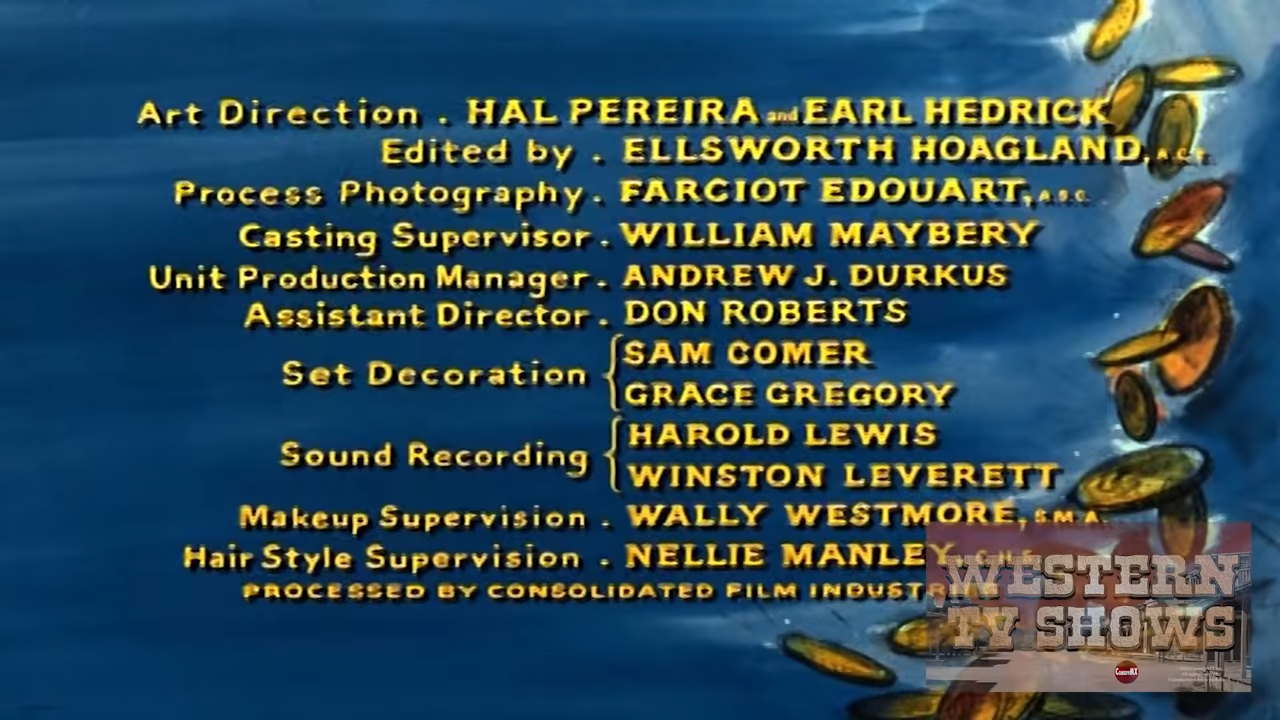 Art Direction . HAL PEREIRA and EARL HEDRICK
Edited by . ELLSWORTH HOAGLAND, A.C.E.
Process Photography . FARCIOT EDOUART, A.S.C.
Casting Supervisor . WILLIAM MAYBERY
Unit Production Manager . ANDREW J. DURKUS
Assistant Director . DON ROBERTS
Set Decoration { SAM COMER
GRACE GREGORY
Sound Recording { HAROLD LEWIS
WINSTON LEVERETT
Makeup Supervision . WALLY WESTMORE, S.M.A.
Hair Style Supervision . NELLIE MANLEY, C.H.S.
PROCESSED BY CONSOLIDATED FILM INDUSTRIES
WESTERN
TV SHOWS